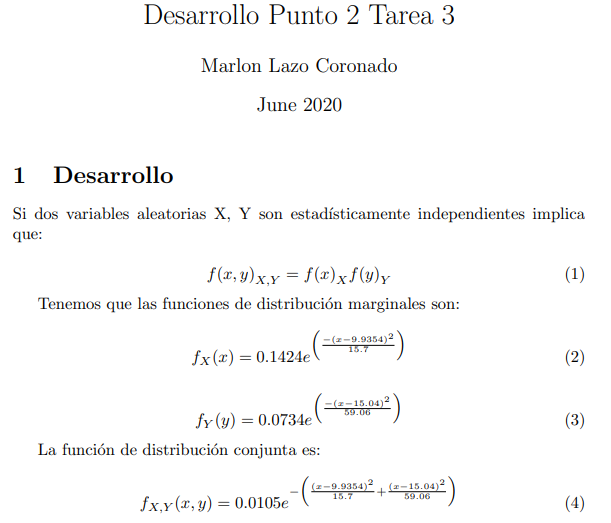 Desarrollo Punto 2 Tarea 3
Marlon Lazo Coronado
June 2020
1 Desarrollo
Si dos variables aleatorias X, Y son estadísticamente independientes implica
que:
$f(x, y)_{X,Y} = f(x)_X f(y)_Y$ (1)
Tenemos que las funciones de distribución marginales son:
$f_X(x) = 0.1424e^{\left(\frac{-(x-9.9354)^2}{15.7}\right)}$ (2)
$f_Y(y) = 0.0734e^{\left(\frac{-(x-15.04)^2}{59.06}\right)}$ (3)
La función de distribución conjunta es:
$f_{X,Y}(x, y) = 0.0105e^{-\left(\frac{(x-9.9354)^2}{15.7}+\frac{(x-15.04)^2}{59.06}\right)}$ (4)